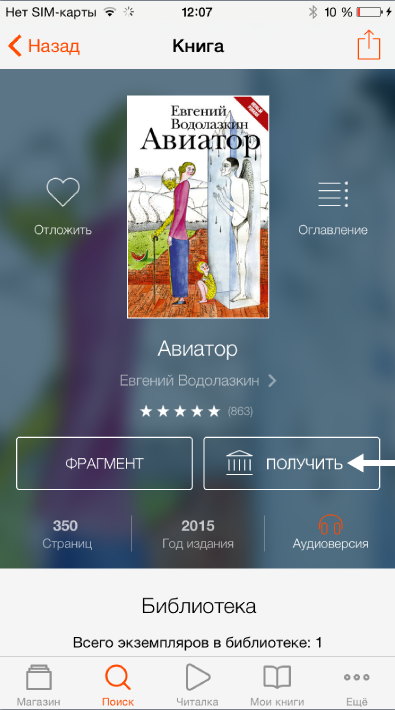 Нет SIM-карты 12:07 10 %
Назад Книга
Евгений
Водолазкин
Авиатор
Отложить Оглавление
Авиатор
Евгений Водолазкин
(863)
ФРАГМЕНТ ПОЛУЧИТЬ
350 2015
Страниц Год издания Аудиоверсия
Библиотека
Всего экземпляров в библиотеке: 1
Магазин Поиск Читалка Мои книги Ещё